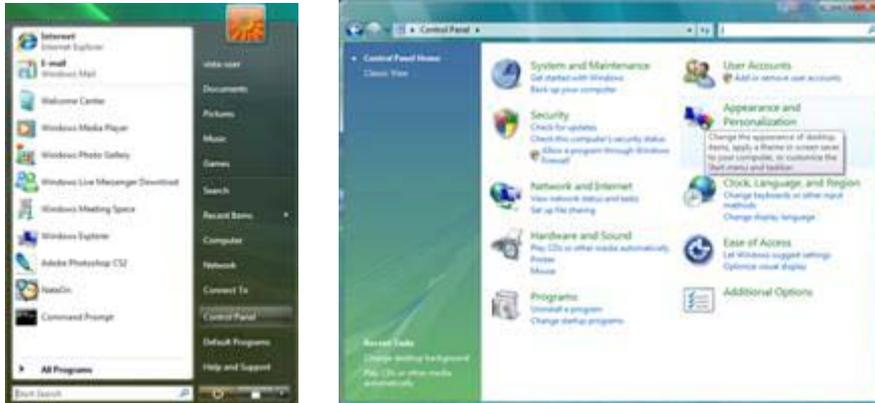 Internet
Internet Explorer
E-mail
Windows Mail
Welcome Center
Windows Media Player
Windows Photo Gallery
Windows Live Messenger Download
Windows Meeting Space
Windows Explorer
Adobe Photoshop CS2
NateOn
Command Prompt
All Programs
Start Search
vista-user
Documents
Pictures
Music
Games
Search
Recent Items
Computer
Network
Connect To
Control Panel
Default Programs
Help and Support
Control Panel
Control Panel Home
Classic View
Recent Tasks
Change desktop background
Play CDs or other media
automatically
System and Maintenance
Get started with Windows
Back up your computer
Security
Check for updates
Check this computer's security status
Allow a program through Windows
Firewall
Network and Internet
View network status and tasks
Set up file sharing
Hardware and Sound
Play CDs or other media automatically
Printer
Mouse
Programs
Uninstall a program
Change startup programs
User Accounts
Add or remove user accounts
Appearance and
Personalization
Change the appearance of desktop
items, apply a theme or screen saver
to your computer, or customize the
Start menu and taskbar.
Clock, Language, and Region
Change keyboards or other input
methods
Change display language
Ease of Access
Let Windows suggest settings
Optimize visual display
Additional Options